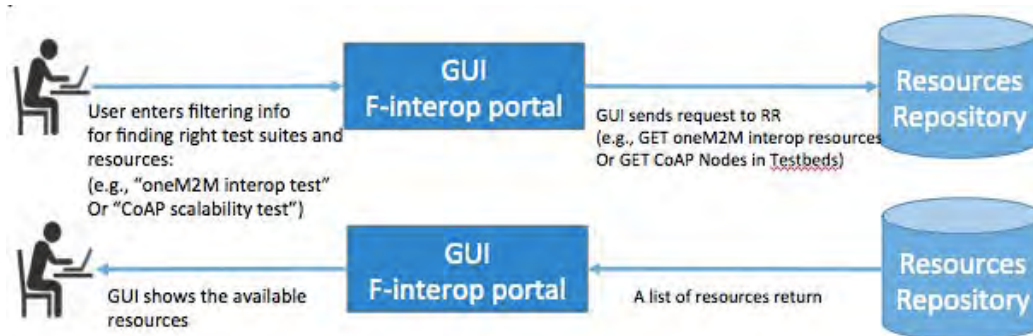 GUI
F-interop portal
Resources
Repository
User enters filtering info
for finding right test suites and
resources:
(e.g., “oneM2M interop test”
Or “CoAP scalability test”)
GUI sends request to RR
(e.g., GET oneM2M interop resources
Or GET CoAP Nodes in Testbeds)
GUI
F-interop portal
Resources
Repository
GUI shows the available
resources
A list of resources return